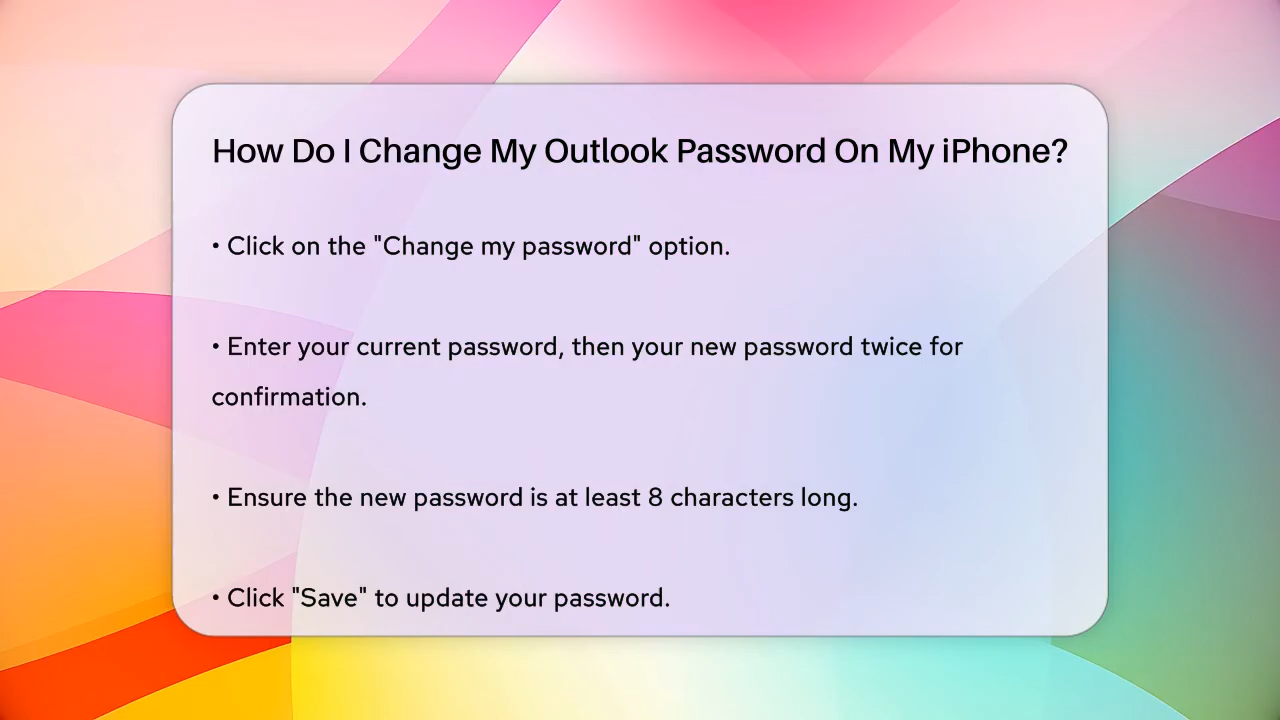 How Do I Change My Outlook Password On My iPhone?
• Click on the "Change my password" option.
• Enter your current password, then your new password twice for
confirmation.
• Ensure the new password is at least 8 characters long.
• Click "Save" to update your password.